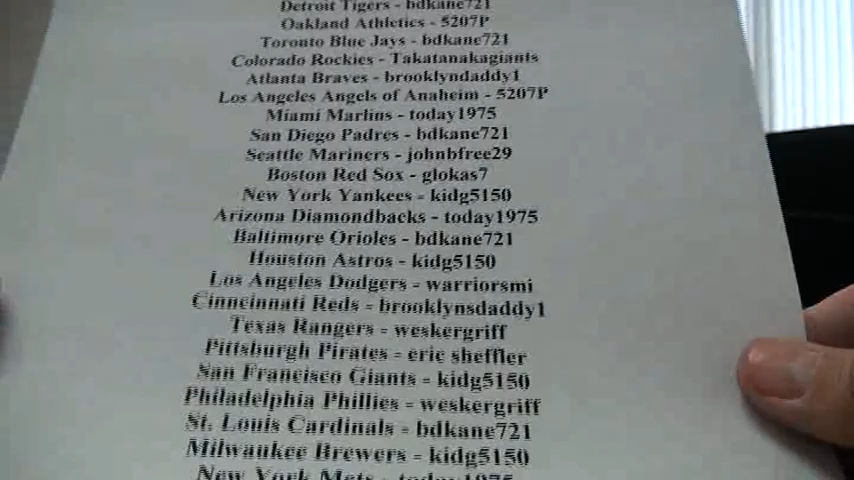 Detroit Tigers - bdkane721
Oakland Athletics - 5207P
Toronto Blue Jays - bdkane721
Colorado Rockies - Takatanakagiants
Atlanta Braves - brooklyndaddy1
Los Angeles Angels of Anaheim - 5207P
Miami Marlins - today1975
San Diego Padres - bdkane721
Seattle Mariners - johnbfree29
Boston Red Sox - glokas7
New York Yankees - kidg5150
Arizona Diamondbacks - today1975
Baltimore Orioles - bdkane721
Houston Astros - kidg5150
Los Angeles Dodgers - warriorsmi
Cinncinnati Reds - brooklynsdaddy1
Texas Rangers - weskergriff
Pittsburgh Pirates - eric sheffler
San Francisco Giants - kidg5150
Philadelphia Phillies - weskergriff
St. Louis Cardinals - bdkane721
Milwaukee Brewers - kidg5150
New York Mets - today1975